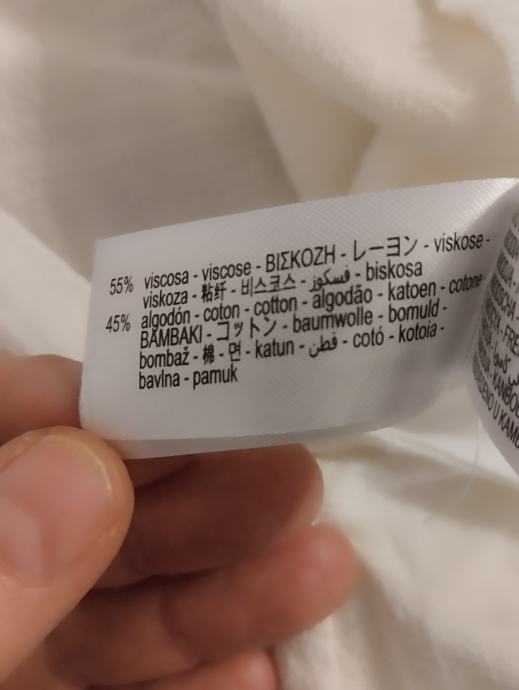 55% viscosa - viscose - ΒΙΣΚΟΖΗ - レーヨン - viskose -
viskoza - 粘纤 - 비스코스 - فسكوز - biskosa
45% algodón - coton - cotton - algodão - katoen - cotone -
BAMBAKI - コットン - baumwolle - bomuld -
bombaž - 棉 - 면 - katun - قطن - cotó - kotoia -
bavlna - pamuk